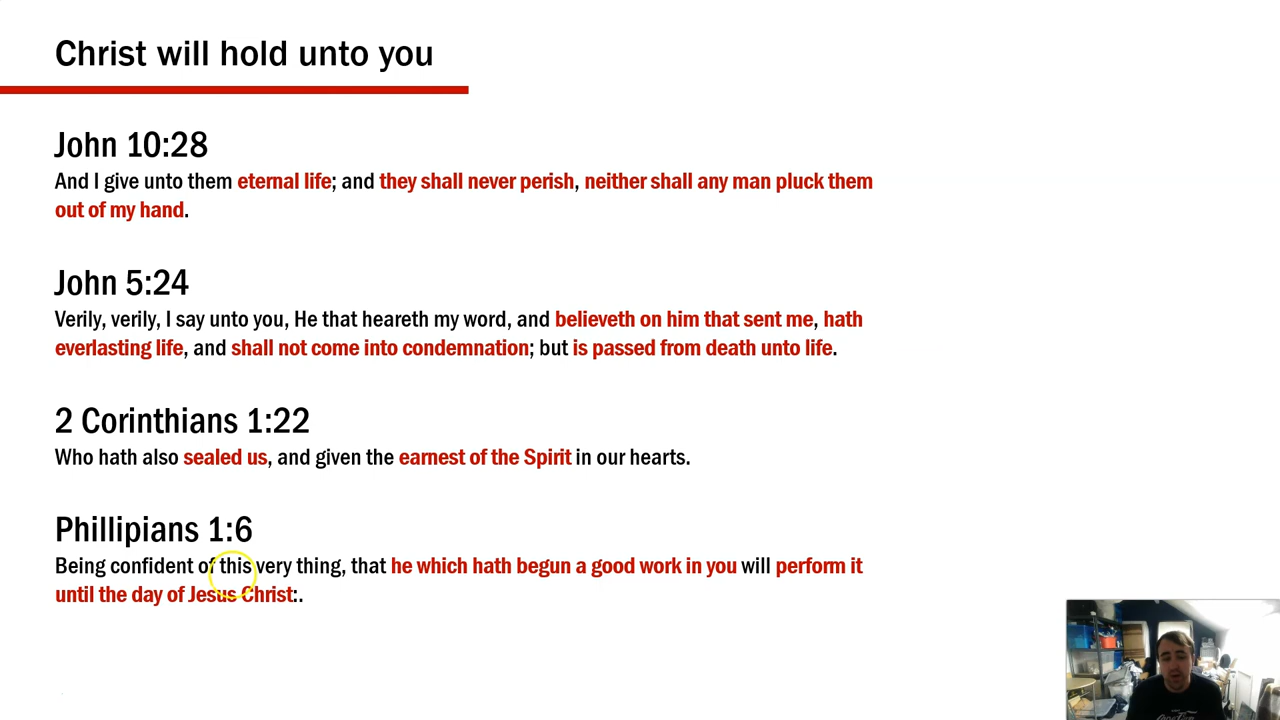 Christ will hold unto you
John 10:28
And I give unto them eternal life; and they shall never perish, neither shall any man pluck them
out of my hand.
John 5:24
Verily, verily, I say unto you, He that heareth my word, and believeth on him that sent me, hath
everlasting life, and shall not come into condemnation; but is passed from death unto life.
2 Corinthians 1:22
Who hath also sealed us, and given the earnest of the Spirit in our hearts.
Phillipians 1:6
Being confident of this very thing, that he which hath begun a good work in you will perform it
until the day of Jesus Christ:.